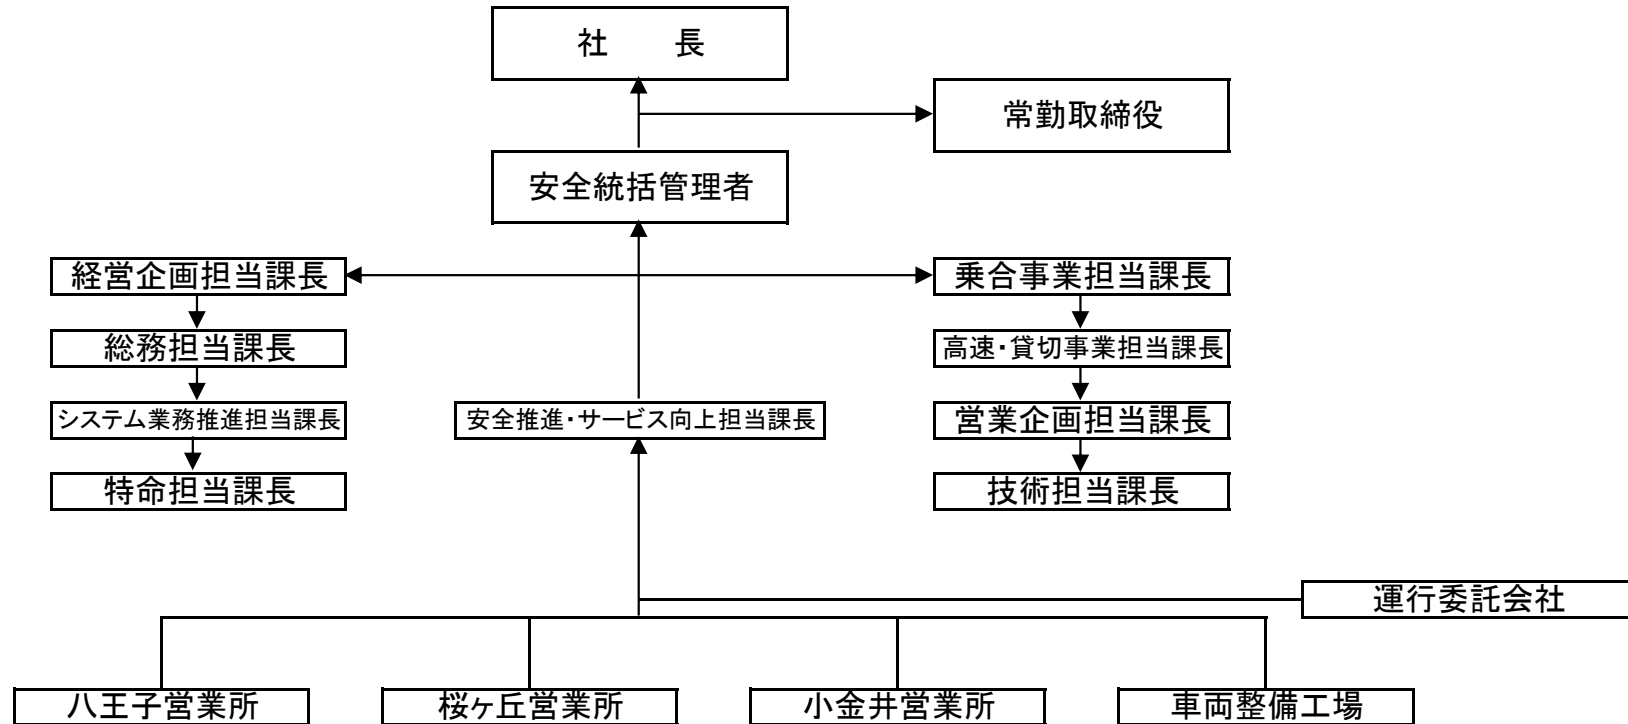 社　　長
常勤取締役
安全統括管理者
経営企画担当課長
乗合事業担当課長
総務担当課長
高速・貸切事業担当課長
システム業務推進担当課長
安全推進・サービス向上担当課長
営業企画担当課長
特命担当課長
技術担当課長
運行委託会社
八王子営業所
桜ヶ丘営業所
小金井営業所
車両整備工場